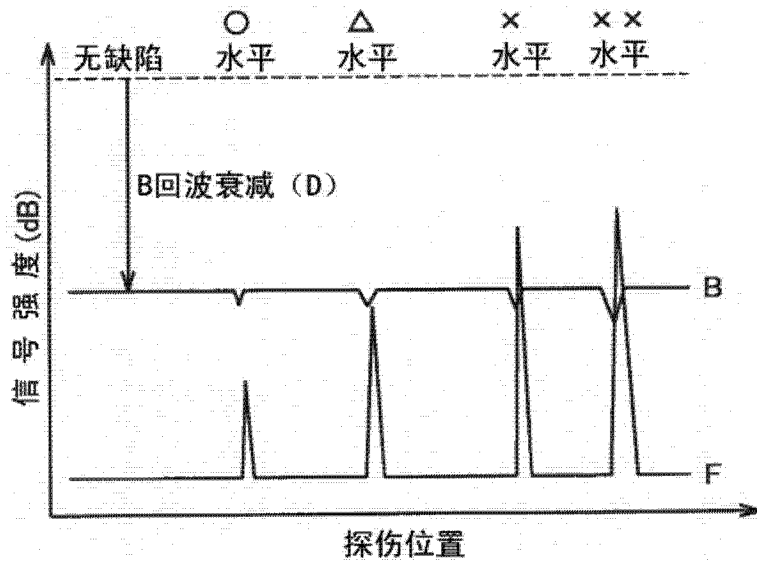 ○ △ × ××
无缺陷 水平 水平 水平 水平
B回波衰减（D）
信号强度(dB)
B
F
探伤位置